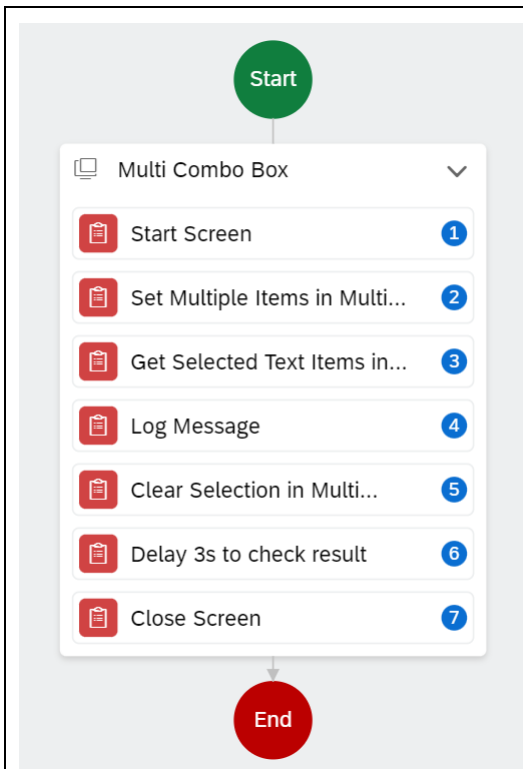 Start
Multi Combo Box
Start Screen 1
Set Multiple Items in Multi... 2
Get Selected Text Items in... 3
Log Message 4
Clear Selection in Multi... 5
Delay 3s to check result 6
Close Screen 7
End